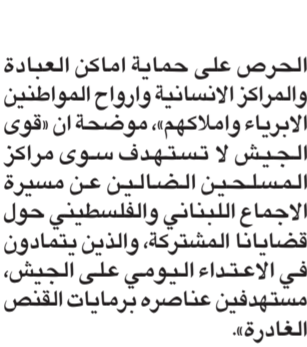 الحرص على حماية اماكن العبادة
والمراكز الانسانية وارواح المواطنين
الابرياء واملاكهم»، موضحة ان «قوى
الجيش لا تستهدف سوى مراكز
المسلحين الضالين عن مسيرة
الاجماع اللبناني والفلسطيني حول
قضايانا المشتركة، والذين يتمادون
في الاعتداء اليومي على الجيش،
مستهدفين عناصره برمايات القنص
الغادرة».